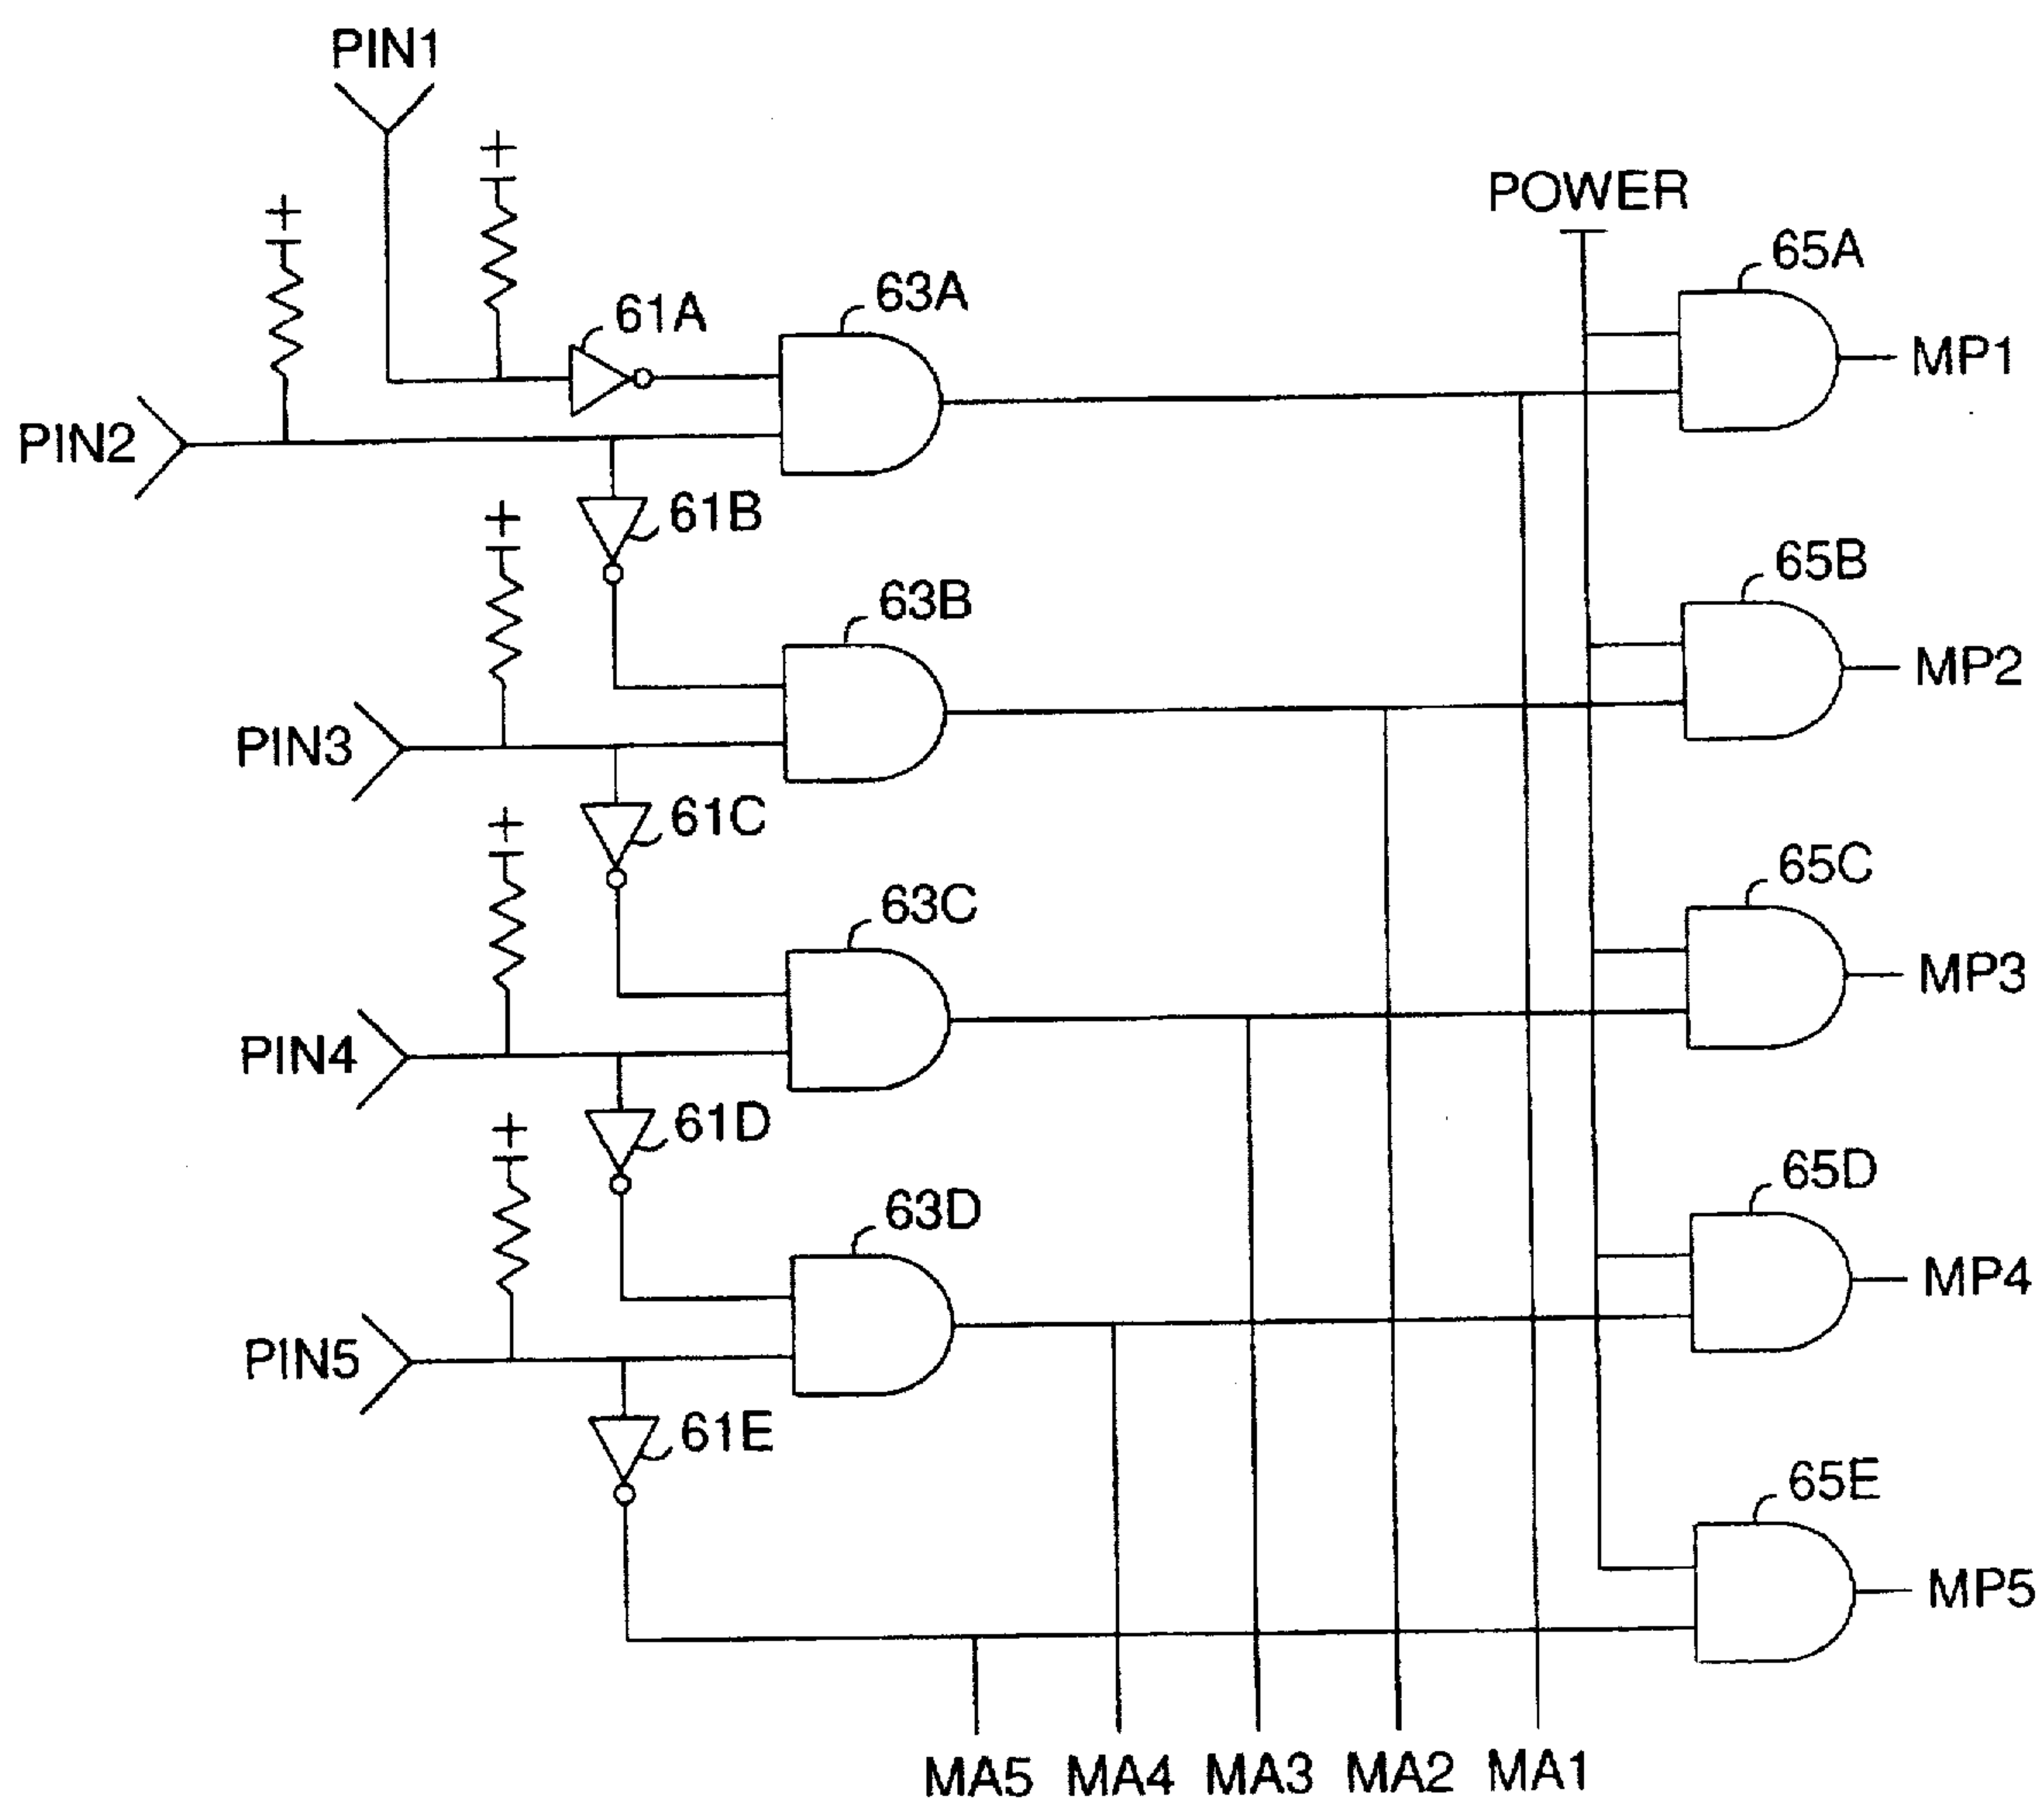 PIN1
POWER
65A
63A
61A
MP1
PIN2
61B
65B
63B
MP2
PIN3
61C
65C
63C
MP3
PIN4
61D
65D
63D
MP4
PIN5
61E
65E
MP5
MA5 MA4 MA3 MA2 MA1